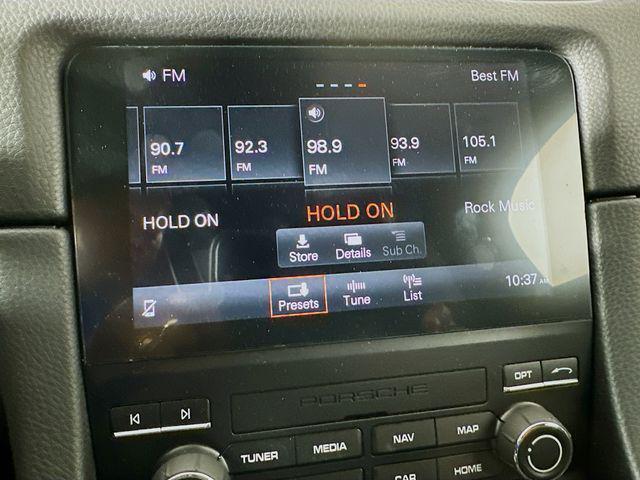 FM Best FM
90.7 92.3 98.9 93.9 105.1
FM FM FM FM FM
HOLD ON HOLD ON Rock Music
Store Details Sub Ch.
Presets Tune List 10:37 AM
PORSCHE
OPT
TUNER MEDIA NAV MAP
CAR HOME